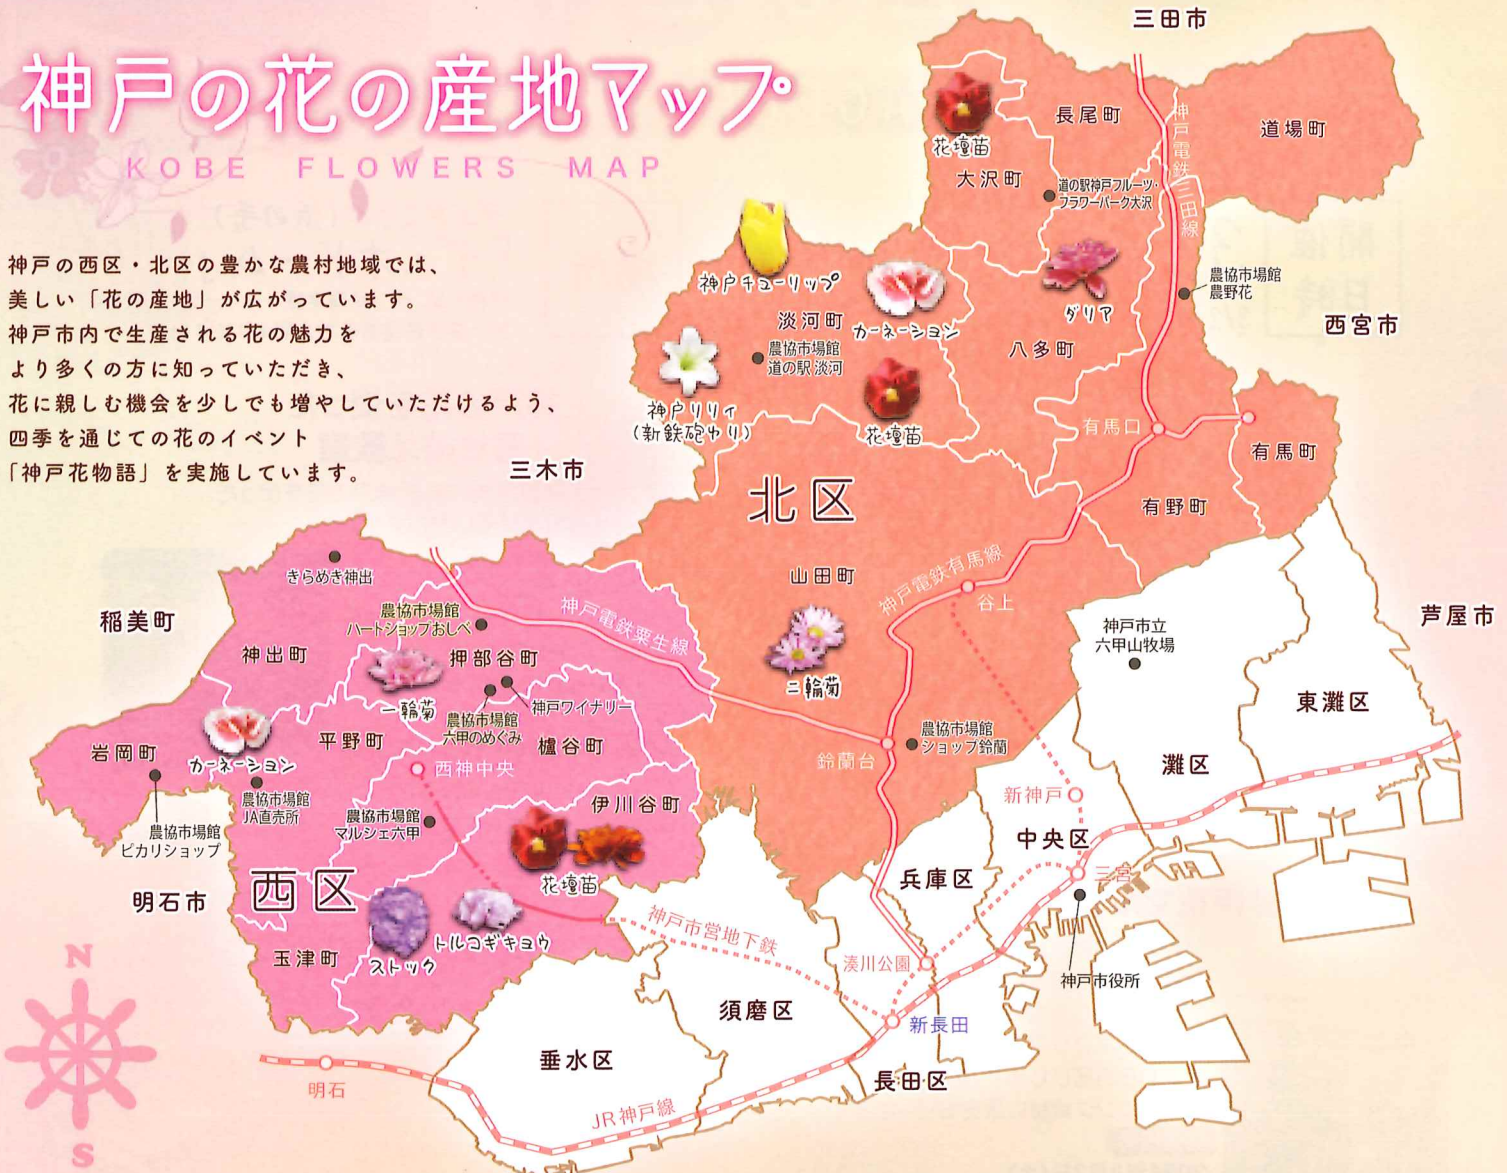 神戸の花の産地マップ
KOBE FLOWERS MAP
神戸の西区・北区の豊かな農村地域では、
美しい「花の産地」が広がっています。
神戸市内で生産される花の魅力を
より多くの方に知っていただき、
花に親しむ機会を少しでも増やしていただけるよう、
四季を通じての花のイベント
「神戸花物語」を実施しています。
三田市
花壇苗
長尾町
道場町
大沢町
神戸電鉄三田線
道の駅神戸フルーツ・
フラワーパーク大沢
神戸チューリップ
カーネーション
ダリア
農協市場館
農野花
西宮市
淡河町
農協市場館
道の駅 淡河
八多町
神戸リリィ
(新鉄砲ゆり)
花壇苗
有馬口
有馬町
三木市
北区
有野町
山田町
神戸電鉄有馬線
谷上
二輪菊
神戸市立
六甲山牧場
芦屋市
きらめき神出
稲美町
農協市場館
ハートショップおしべ
神戸電鉄粟生線
神出町
押部谷町
一輪菊
農協市場館
六甲のめぐみ
神戸ワイナリー
東灘区
岩岡町
カーネーション
平野町
櫨谷町
鈴蘭台
農協市場館
ショップ鈴蘭
灘区
西神中央
農協市場館
JA直売所
農協市場館
マルシェ六甲
伊川谷町
新神戸
中央区
農協市場館
ピカリショップ
花壇苗
兵庫区
三宮
明石市
西区
ストック
トルコギキョウ
神戸市営地下鉄
湊川公園
玉津町
神戸市役所
須磨区
新長田
垂水区
長田区
明石
JR神戸線
N
S